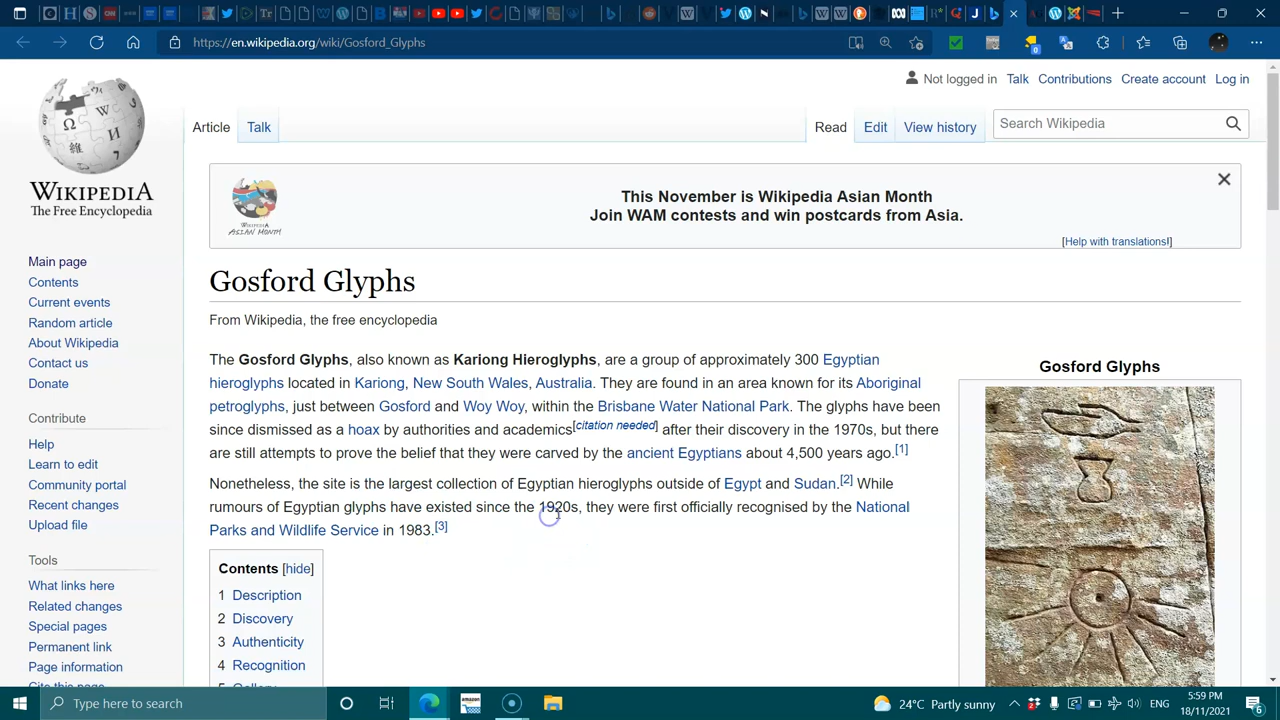 https://en.wikipedia.org/wiki/Gosford_Glyphs
Not logged in Talk Contributions Create account Log in
Article Talk Read Edit View history Search Wikipedia
WIKIPEDIA
The Free Encyclopedia
WIKIPEDIA
ASIAN MONTH
This November is Wikipedia Asian Month
Join WAM contests and win postcards from Asia.
[Help with translations!]
Main page
Contents
Current events
Random article
About Wikipedia
Contact us
Donate
Contribute
Help
Learn to edit
Community portal
Recent changes
Upload file
Tools
What links here
Related changes
Special pages
Permanent link
Page information
Cite this page
Gosford Glyphs
From Wikipedia, the free encyclopedia
The Gosford Glyphs, also known as Kariong Hieroglyphs, are a group of approximately 300 Egyptian
hieroglyphs located in Kariong, New South Wales, Australia. They are found in an area known for its Aboriginal
petroglyphs, just between Gosford and Woy Woy, within the Brisbane Water National Park. The glyphs have been
since dismissed as a hoax by authorities and academics[citation needed] after their discovery in the 1970s, but there
are still attempts to prove the belief that they were carved by the ancient Egyptians about 4,500 years ago.[1]
Nonetheless, the site is the largest collection of Egyptian hieroglyphs outside of Egypt and Sudan.[2] While
rumours of Egyptian glyphs have existed since the 1920s, they were first officially recognised by the National
Parks and Wildlife Service in 1983.[3]
Contents [hide]
1 Description
2 Discovery
3 Authenticity
4 Recognition
Gosford Glyphs
Type here to search
amazon
24°C Partly sunny
ENG
5:59 PM
18/11/2021
6